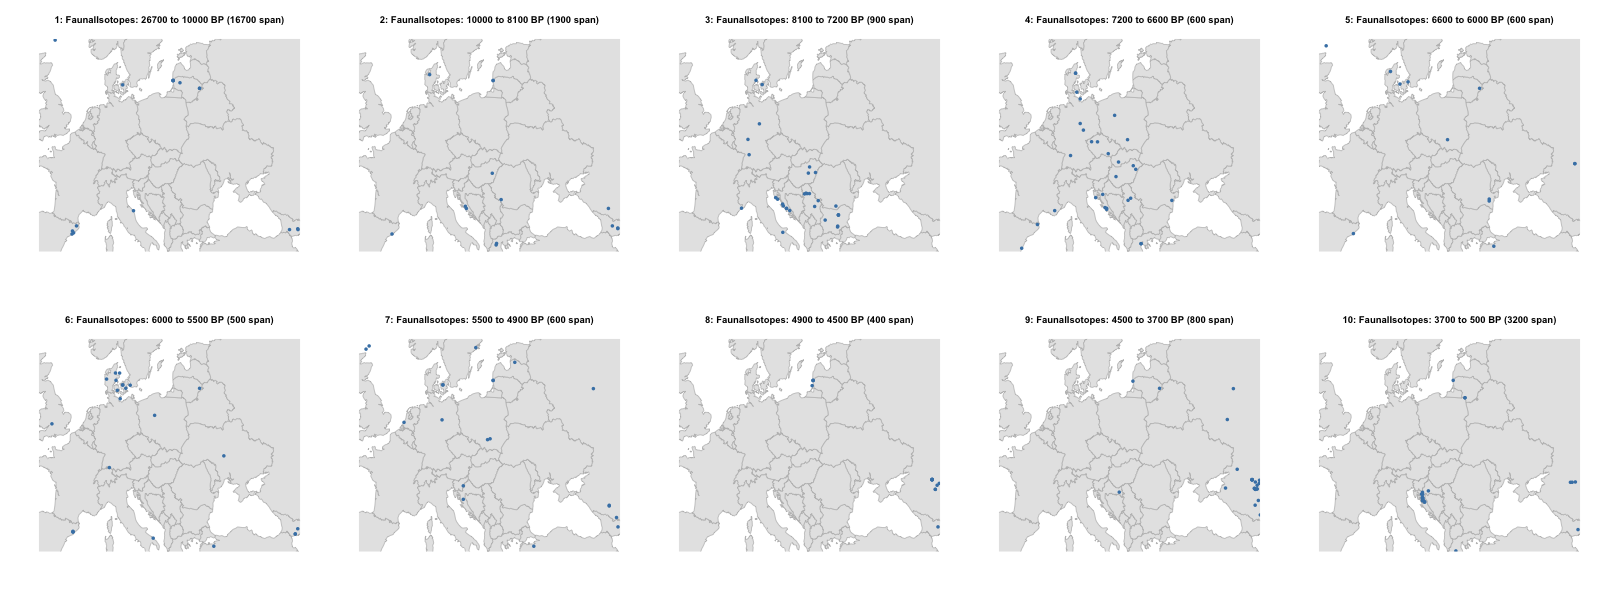 1: FaunalIsotopes: 26700 to 10000 BP (16700 span)
2: FaunalIsotopes: 10000 to 8100 BP (1900 span)
3: FaunalIsotopes: 8100 to 7200 BP (900 span)
4: FaunalIsotopes: 7200 to 6600 BP (600 span)
5: FaunalIsotopes: 6600 to 6000 BP (600 span)
6: FaunalIsotopes: 6000 to 5500 BP (500 span)
7: FaunalIsotopes: 5500 to 4900 BP (600 span)
8: FaunalIsotopes: 4900 to 4500 BP (400 span)
9: FaunalIsotopes: 4500 to 3700 BP (800 span)
10: FaunalIsotopes: 3700 to 500 BP (3200 span)